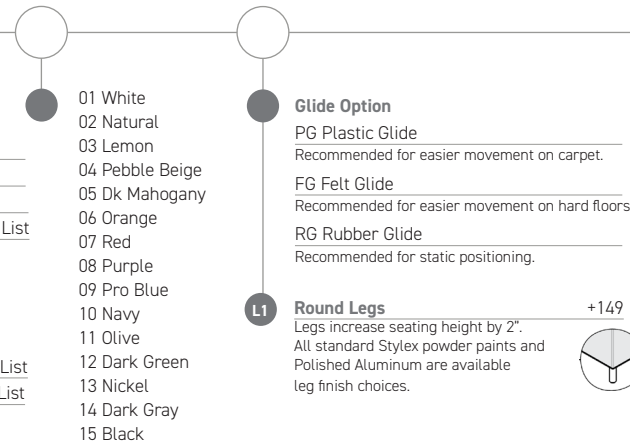 List
List
List
01 White
02 Natural
03 Lemon
04 Pebble Beige
05 Dk Mahogany
06 Orange
07 Red
08 Purple
09 Pro Blue
10 Navy
11 Olive
12 Dark Green
13 Nickel
14 Dark Gray
15 Black
Glide Option
PG Plastic Glide
Recommended for easier movement on carpet.
FG Felt Glide
Recommended for easier movement on hard floors
RG Rubber Glide
Recommended for static positioning.
L1 Round Legs +149
Legs increase seating height by 2".
All standard Stylex powder paints and
Polished Aluminum are available
leg finish choices.